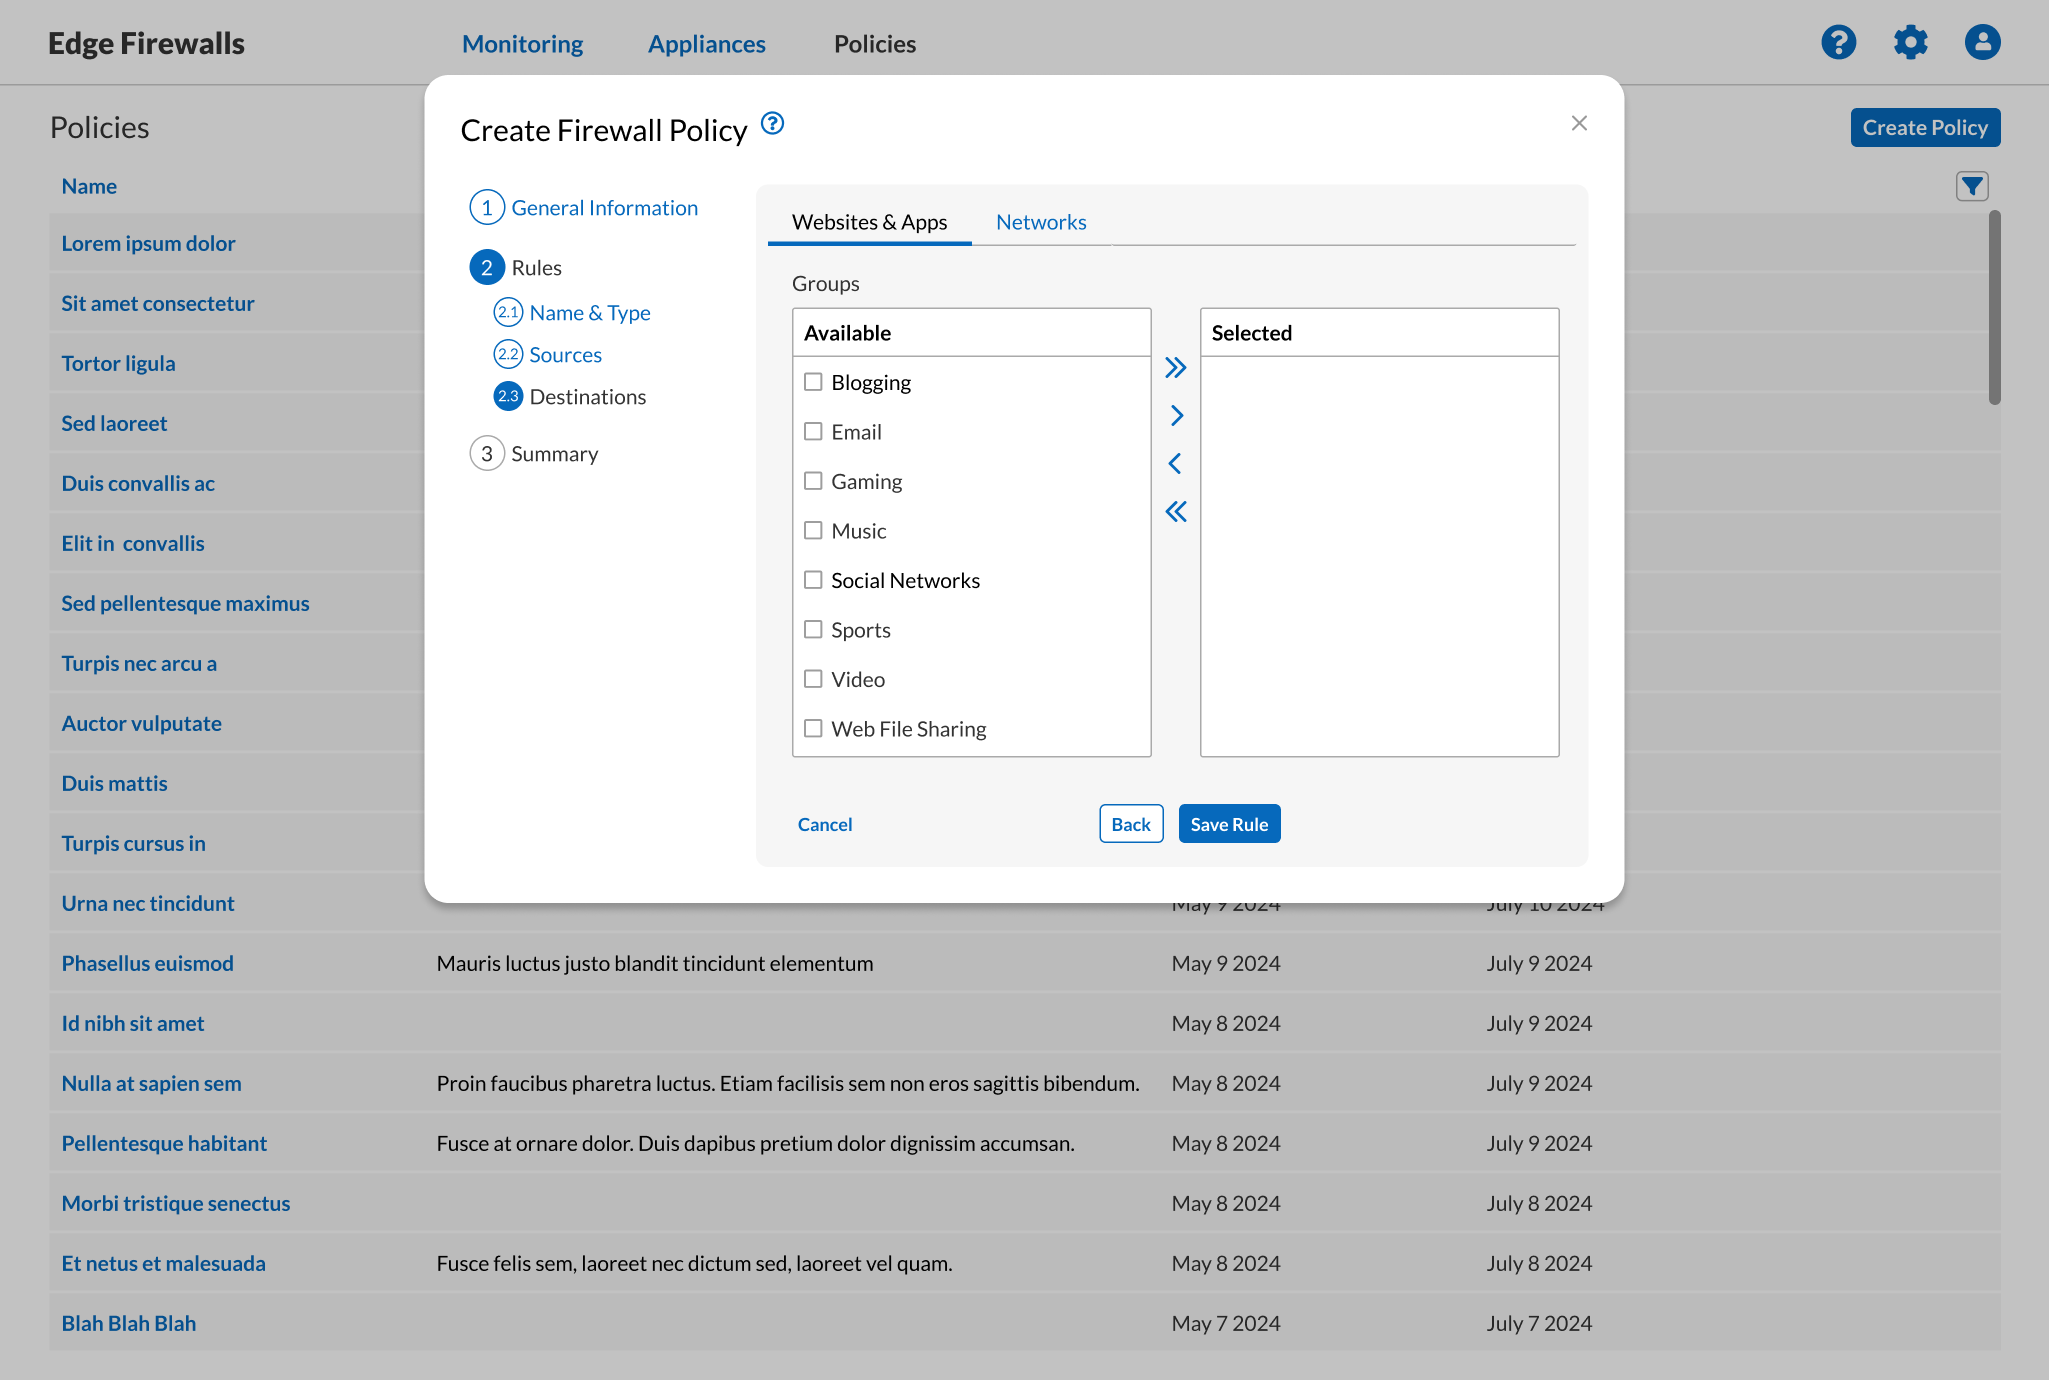 Edge Firewalls
Monitoring
Appliances
Policies
Policies
Create Policy
Name
Lorem ipsum dolor
Sit amet consectetur
Tortor ligula
Sed laoreet
Duis convallis ac
Elit in  convallis
Sed pellentesque maximus
Turpis nec arcu a
Auctor vulputate
Duis mattis
Turpis cursus in
Create Firewall Policy ?
1 General Information
2 Rules
2.1 Name & Type
2.2 Sources
2.3 Destinations
3 Summary
Websites & Apps
Networks
Groups
Available
Blogging
Email
Gaming
Music
Social Networks
Sports
Video
Web File Sharing
Selected
Cancel
Back
Save Rule
Urna nec tincidunt May 9 2024 July 10 2024
Phasellus euismod Mauris luctus justo blandit tincidunt elementum May 9 2024 July 9 2024
Id nibh sit amet May 8 2024 July 9 2024
Nulla at sapien sem Proin faucibus pharetra luctus. Etiam facilisis sem non eros sagittis bibendum. May 8 2024 July 9 2024
Pellentesque habitant Fusce at ornare dolor. Duis dapibus pretium dolor dignissim accumsan. May 8 2024 July 9 2024
Morbi tristique senectus May 8 2024 July 8 2024
Et netus et malesuada Fusce felis sem, laoreet nec dictum sed, laoreet vel quam. May 8 2024 July 8 2024
Blah Blah Blah May 7 2024 July 7 2024